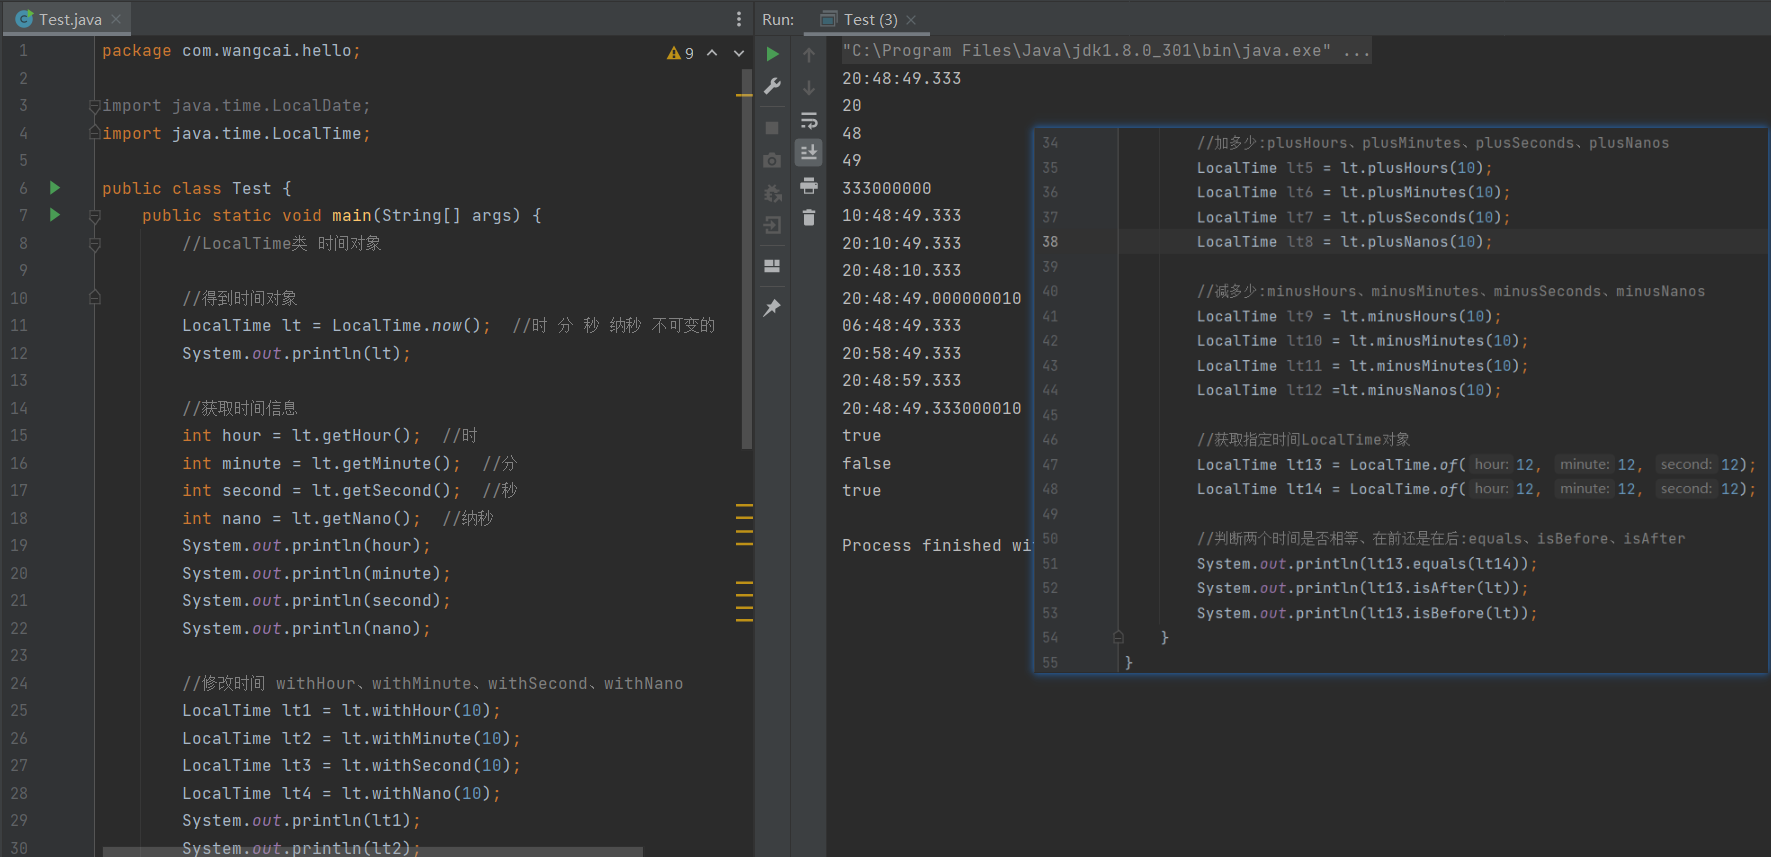 Test.java
1 package com.wangcai.hello;
2
3 import java.time.LocalDate;
4 import java.time.LocalTime;
5
6 public class Test {
7 public static void main(String[] args) {
8 //LocalTime类 时间对象
9
10 //得到时间对象
11 LocalTime lt = LocalTime.now(); //时 分 秒 纳秒 不可变的
12 System.out.println(lt);
13
14 //获取时间信息
15 int hour = lt.getHour(); //时
16 int minute = lt.getMinute(); //分
17 int second = lt.getSecond(); //秒
18 int nano = lt.getNano(); //纳秒
19 System.out.println(hour);
20 System.out.println(minute);
21 System.out.println(second);
22 System.out.println(nano);
23
24 //修改时间 withHour、withMinute、withSecond、withNano
25 LocalTime lt1 = lt.withHour(10);
26 LocalTime lt2 = lt.withMinute(10);
27 LocalTime lt3 = lt.withSecond(10);
28 LocalTime lt4 = lt.withNano(10);
29 System.out.println(lt1);
30 System.out.println(lt2);
9
Run: Test (3)
"C:\Program Files\Java\jdk1.8.0_301\bin\java.exe" ...
20:48:49.333
20
48
49
333000000
10:48:49.333
20:10:49.333
20:48:10.333
20:48:49.000000010
06:48:49.333
20:58:49.333
20:48:59.333
20:48:49.333000010
true
false
true
Process finished wi
34 //加多少:plusHours、plusMinutes、plusSeconds、plusNanos
35 LocalTime lt5 = lt.plusHours(10);
36 LocalTime lt6 = lt.plusMinutes(10);
37 LocalTime lt7 = lt.plusSeconds(10);
38 LocalTime lt8 = lt.plusNanos(10);
39
40 //减多少:minusHours、minusMinutes、minusSeconds、minusNanos
41 LocalTime lt9 = lt.minusHours(10);
42 LocalTime lt10 = lt.minusMinutes(10);
43 LocalTime lt11 = lt.minusMinutes(10);
44 LocalTime lt12 =lt.minusNanos(10);
45
46 //获取指定时间LocalTime对象
47 LocalTime lt13 = LocalTime.of( hour: 12, minute: 12, second: 12);
48 LocalTime lt14 = LocalTime.of( hour: 12, minute: 12, second: 12);
49
50 //判断两个时间是否相等、在前还是在后:equals、isBefore、isAfter
51 System.out.println(lt13.equals(lt14));
52 System.out.println(lt13.isAfter(lt));
53 System.out.println(lt13.isBefore(lt));
54 }
55 }